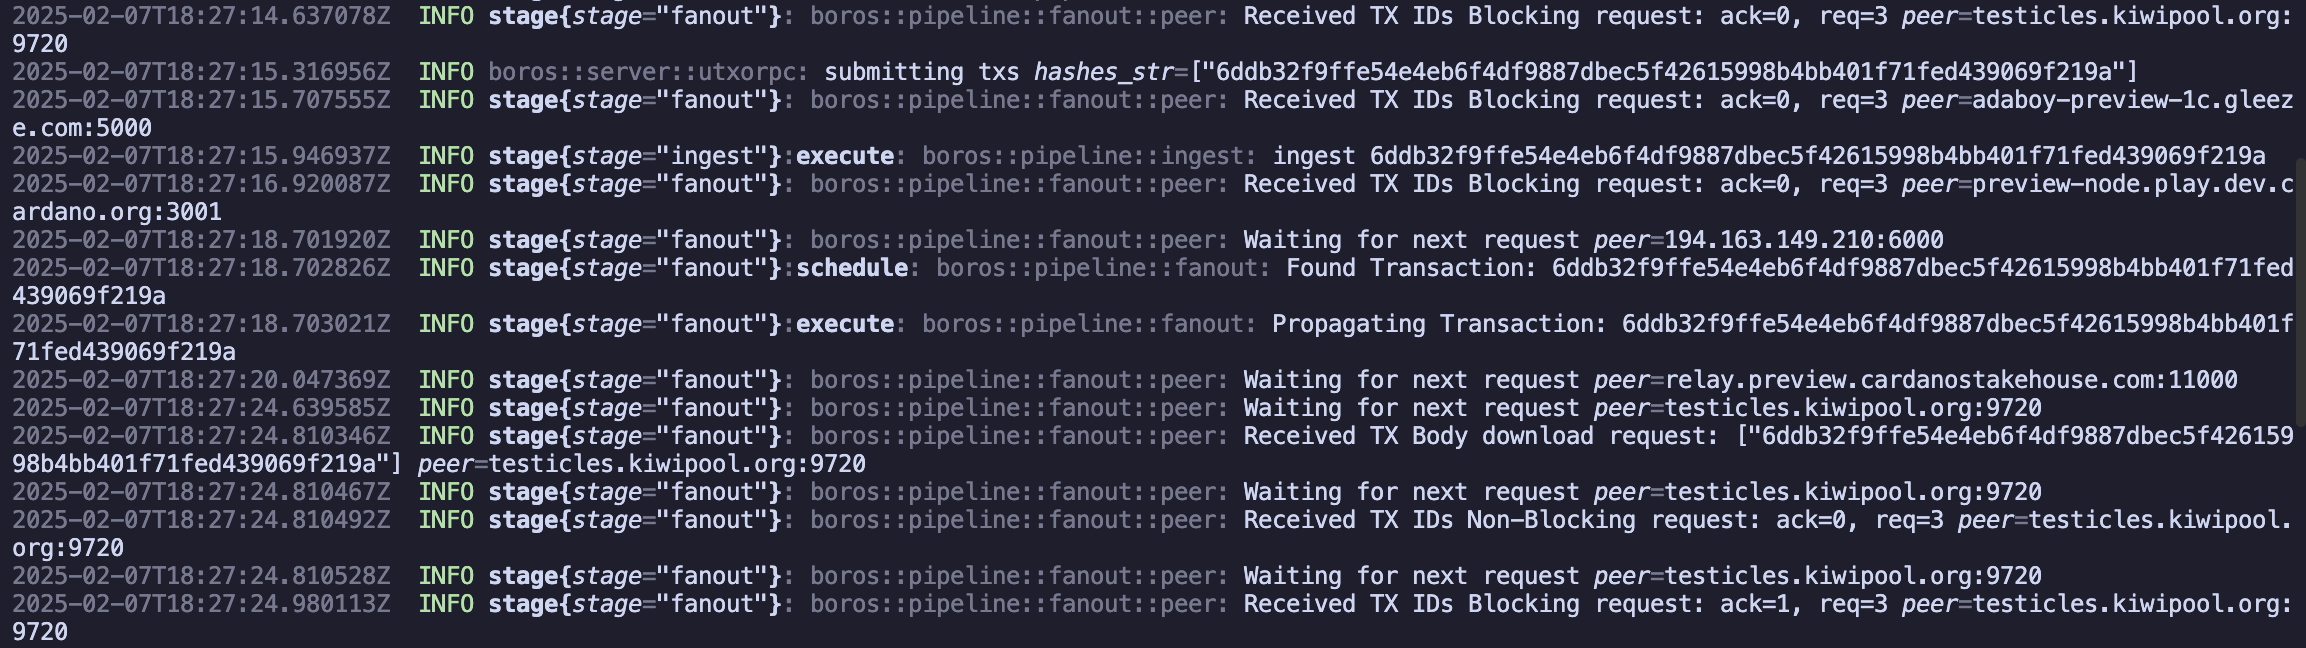 2025-02-07T18:27:14.637078Z  INFO stage{stage="fanout"}: boros::pipeline::fanout::peer: Received TX IDs Blocking request: ack=0, req=3 peer=testicles.kiwipool.org:
9720
2025-02-07T18:27:15.316956Z  INFO boros::server::utxorpc: submitting txs hashes_str=["6ddb32f9ffe54e4eb6f4df9887dbec5f42615998b4bb401f71fed439069f219a"]
2025-02-07T18:27:15.707555Z  INFO stage{stage="fanout"}: boros::pipeline::fanout::peer: Received TX IDs Blocking request: ack=0, req=3 peer=adaboy-preview-1c.gleez
e.com:5000
2025-02-07T18:27:15.946937Z  INFO stage{stage="ingest"}:execute: boros::pipeline::ingest: ingest 6ddb32f9ffe54e4eb6f4df9887dbec5f42615998b4bb401f71fed439069f219a
2025-02-07T18:27:16.920087Z  INFO stage{stage="fanout"}: boros::pipeline::fanout::peer: Received TX IDs Blocking request: ack=0, req=3 peer=preview-node.play.dev.c
ardano.org:3001
2025-02-07T18:27:18.701920Z  INFO stage{stage="fanout"}: boros::pipeline::fanout::peer: Waiting for next request peer=194.163.149.210:6000
2025-02-07T18:27:18.702826Z  INFO stage{stage="fanout"}:schedule: boros::pipeline::fanout: Found Transaction: 6ddb32f9ffe54e4eb6f4df9887dbec5f42615998b4bb401f71fed
439069f219a
2025-02-07T18:27:18.703021Z  INFO stage{stage="fanout"}:execute: boros::pipeline::fanout: Propagating Transaction: 6ddb32f9ffe54e4eb6f4df9887dbec5f42615998b4bb401f
71fed439069f219a
2025-02-07T18:27:20.047369Z  INFO stage{stage="fanout"}: boros::pipeline::fanout::peer: Waiting for next request peer=relay.preview.cardanostakehouse.com:11000
2025-02-07T18:27:24.639585Z  INFO stage{stage="fanout"}: boros::pipeline::fanout::peer: Waiting for next request peer=testicles.kiwipool.org:9720
2025-02-07T18:27:24.810346Z  INFO stage{stage="fanout"}: boros::pipeline::fanout::peer: Received TX Body download request: ["6ddb32f9ffe54e4eb6f4df9887dbec5f426159
98b4bb401f71fed439069f219a"] peer=testicles.kiwipool.org:9720
2025-02-07T18:27:24.810467Z  INFO stage{stage="fanout"}: boros::pipeline::fanout::peer: Waiting for next request peer=testicles.kiwipool.org:9720
2025-02-07T18:27:24.810492Z  INFO stage{stage="fanout"}: boros::pipeline::fanout::peer: Received TX IDs Non-Blocking request: ack=0, req=3 peer=testicles.kiwipool.
org:9720
2025-02-07T18:27:24.810528Z  INFO stage{stage="fanout"}: boros::pipeline::fanout::peer: Waiting for next request peer=testicles.kiwipool.org:9720
2025-02-07T18:27:24.980113Z  INFO stage{stage="fanout"}: boros::pipeline::fanout::peer: Received TX IDs Blocking request: ack=1, req=3 peer=testicles.kiwipool.org:
9720